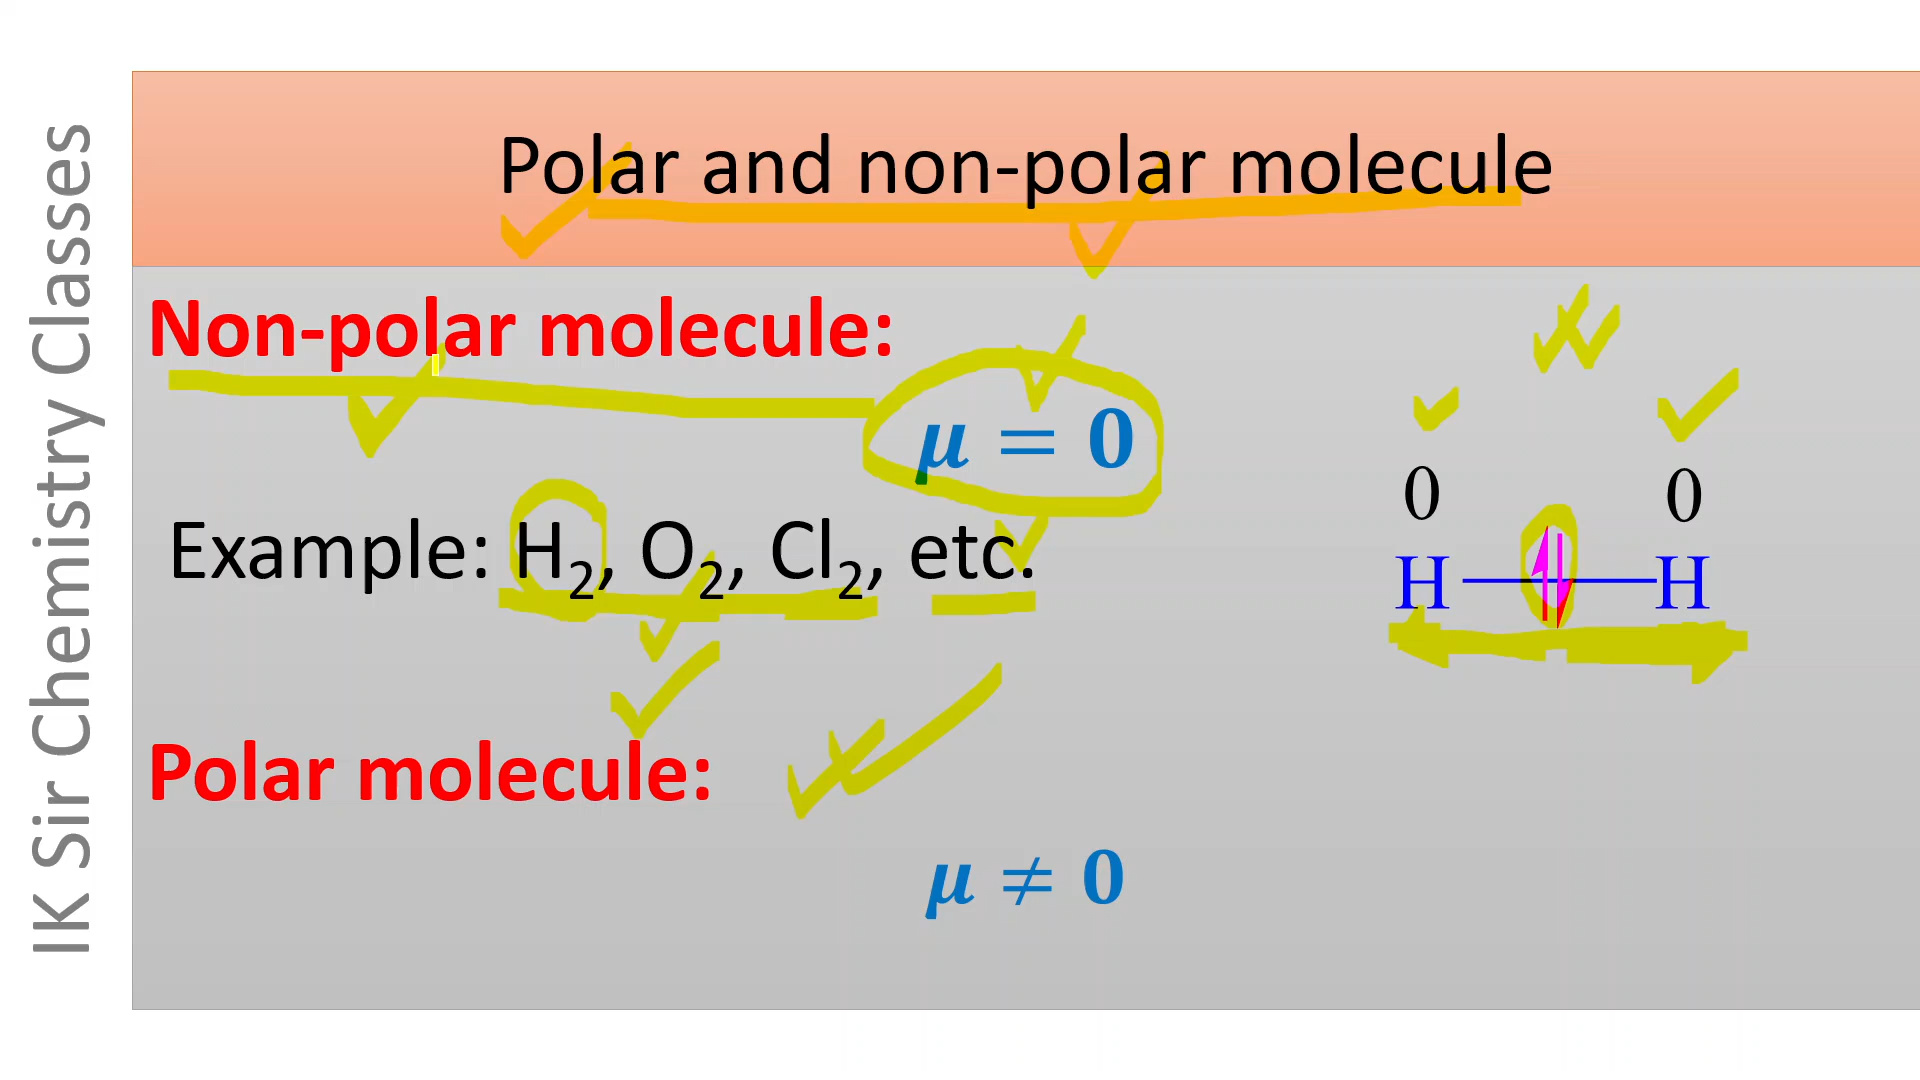 IK Sir Chemistry Classes
Polar and non-polar molecule
Non-polar molecule:
μ = 0
Example: H₂, O₂, Cl₂, etc.
0 0
H H
Polar molecule:
μ ≠ 0